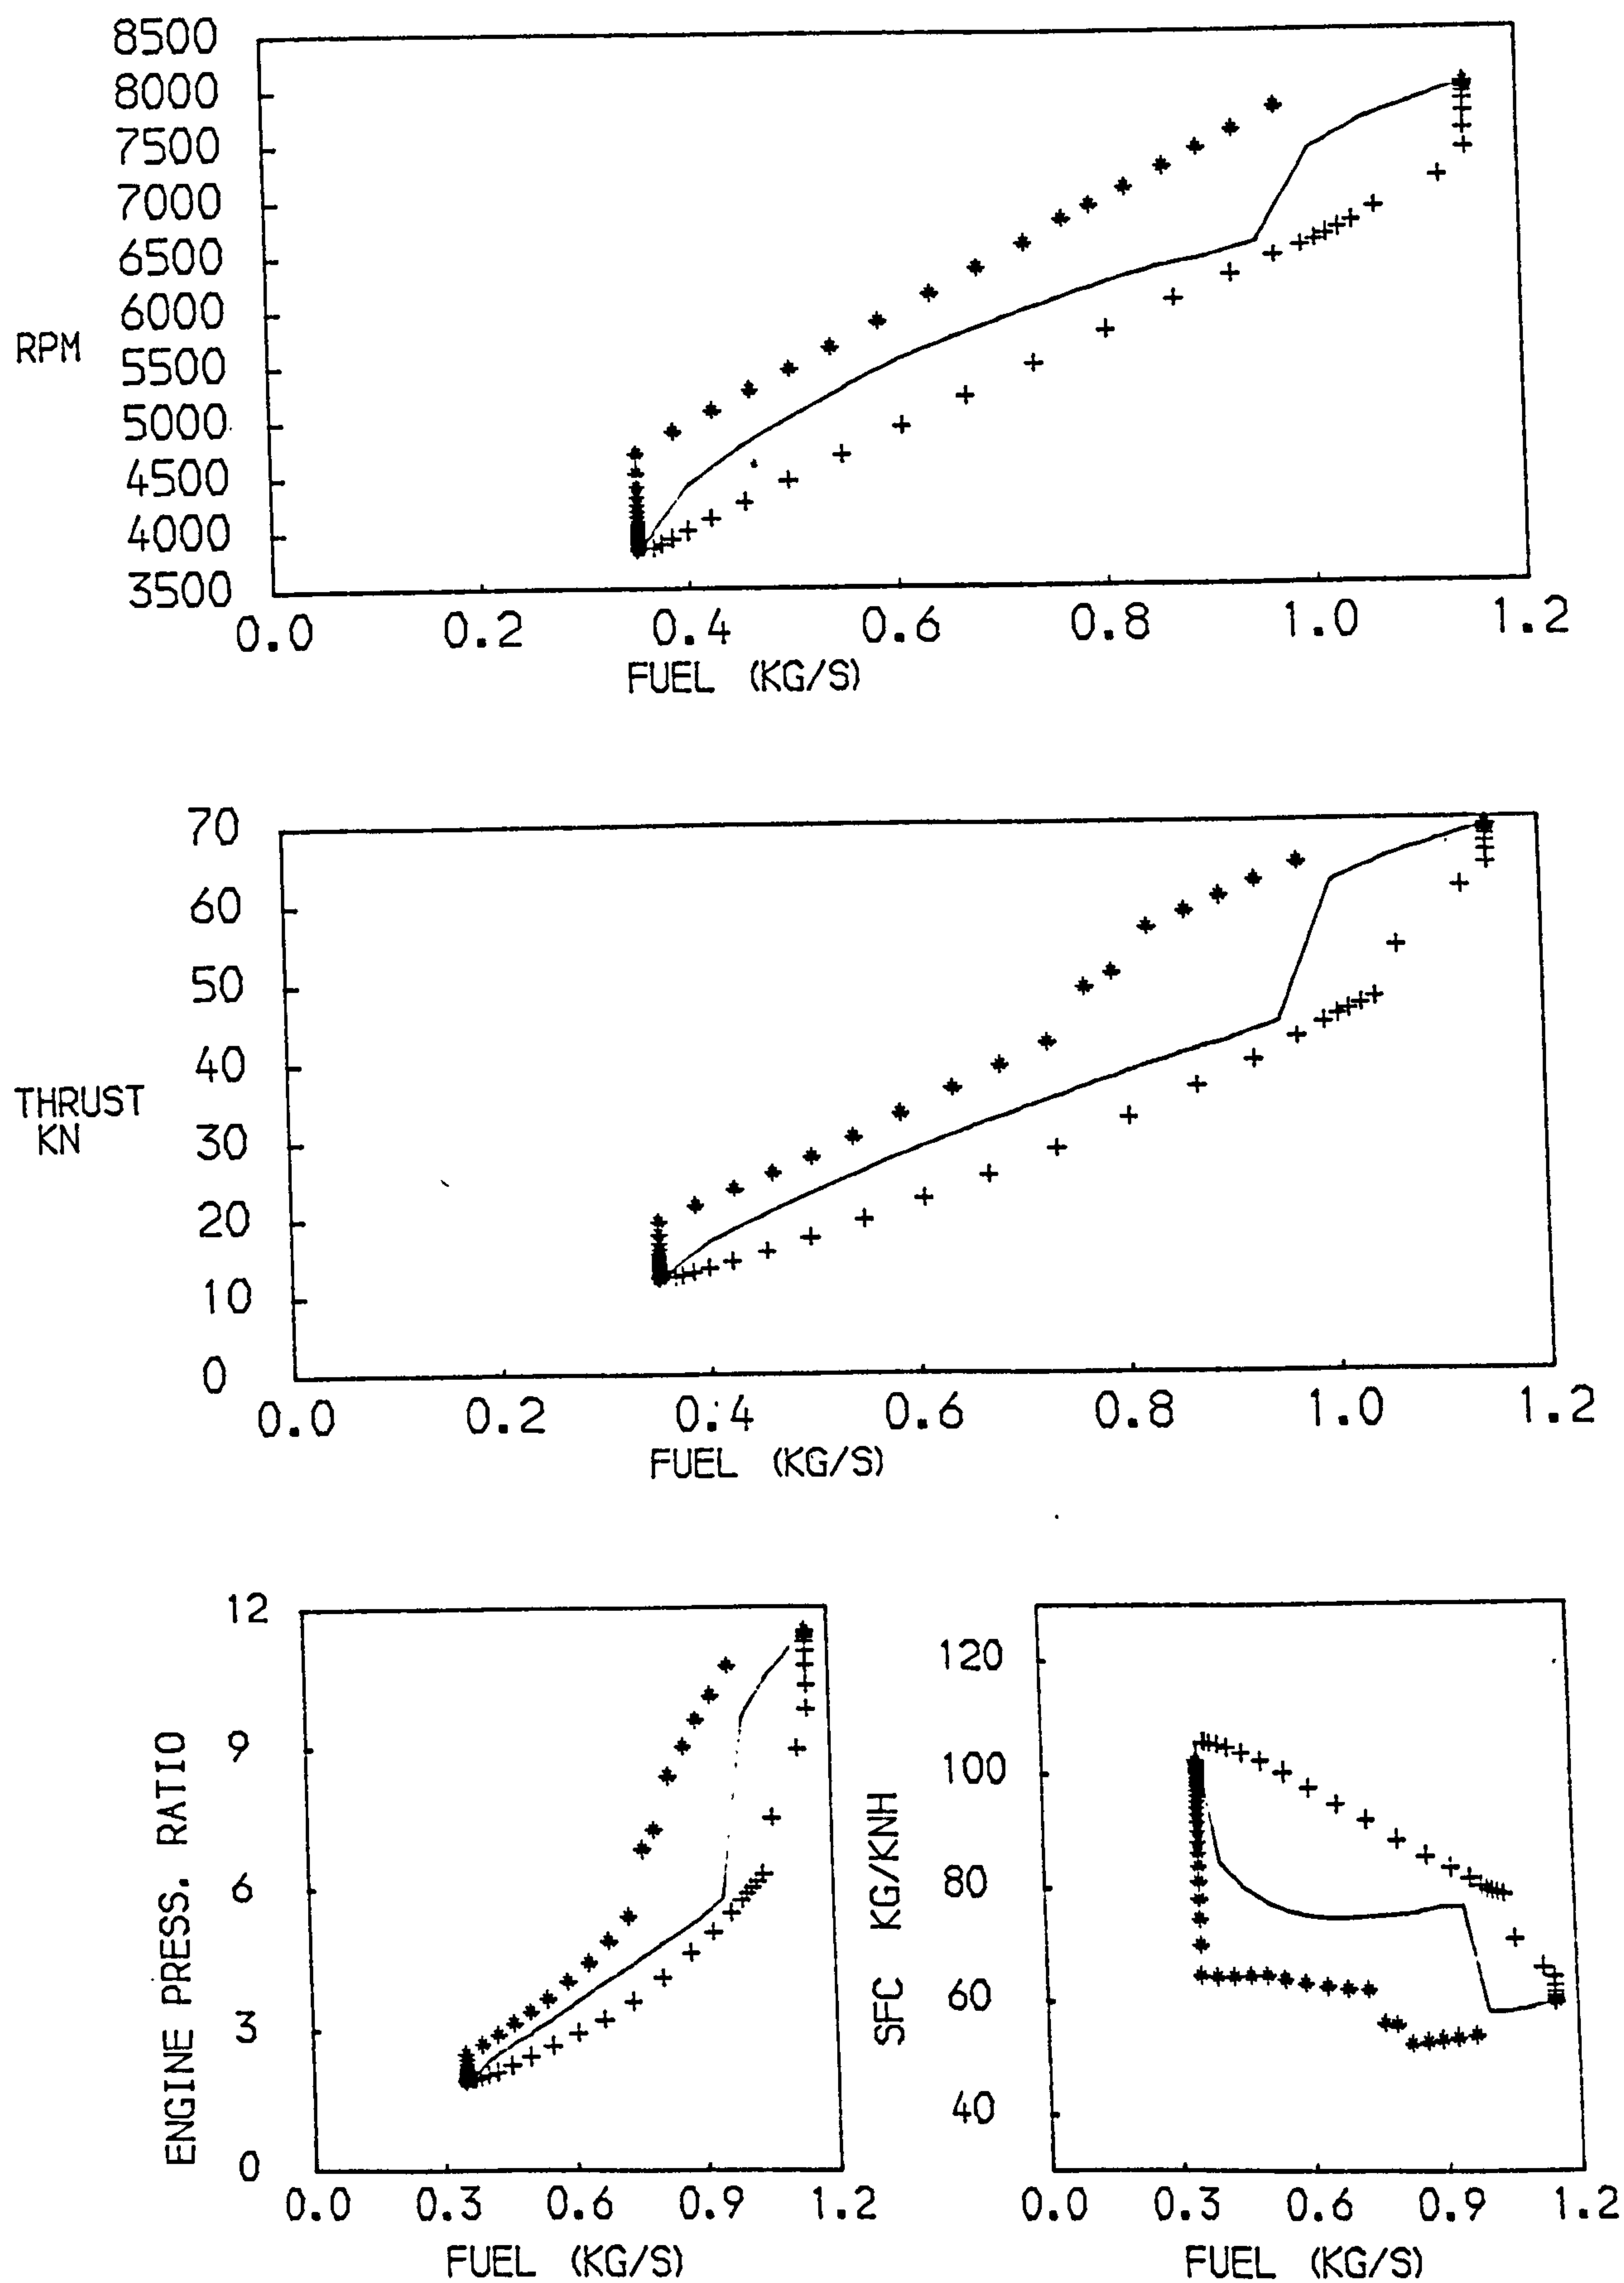 8500
8000
7500
7000
6500
6000
RPM
5500
5000
4500
4000
3500
0.0 0.2 0.4 0.6 0.8 1.0 1.2
FUEL (KG/S)
70
60
50
40
THRUST
KN
30
20
10
0
0.0 0.2 0.4 0.6 0.8 1.0 1.2
FUEL (KG/S)
12
9
6
3
0
ENGINE PRESS. RATIO
0.0 0.3 0.6 0.9 1.2
FUEL (KG/S)
120
100
80
60
40
SFC KG/KNH
0.0 0.3 0.6 0.9 1.2
FUEL (KG/S)